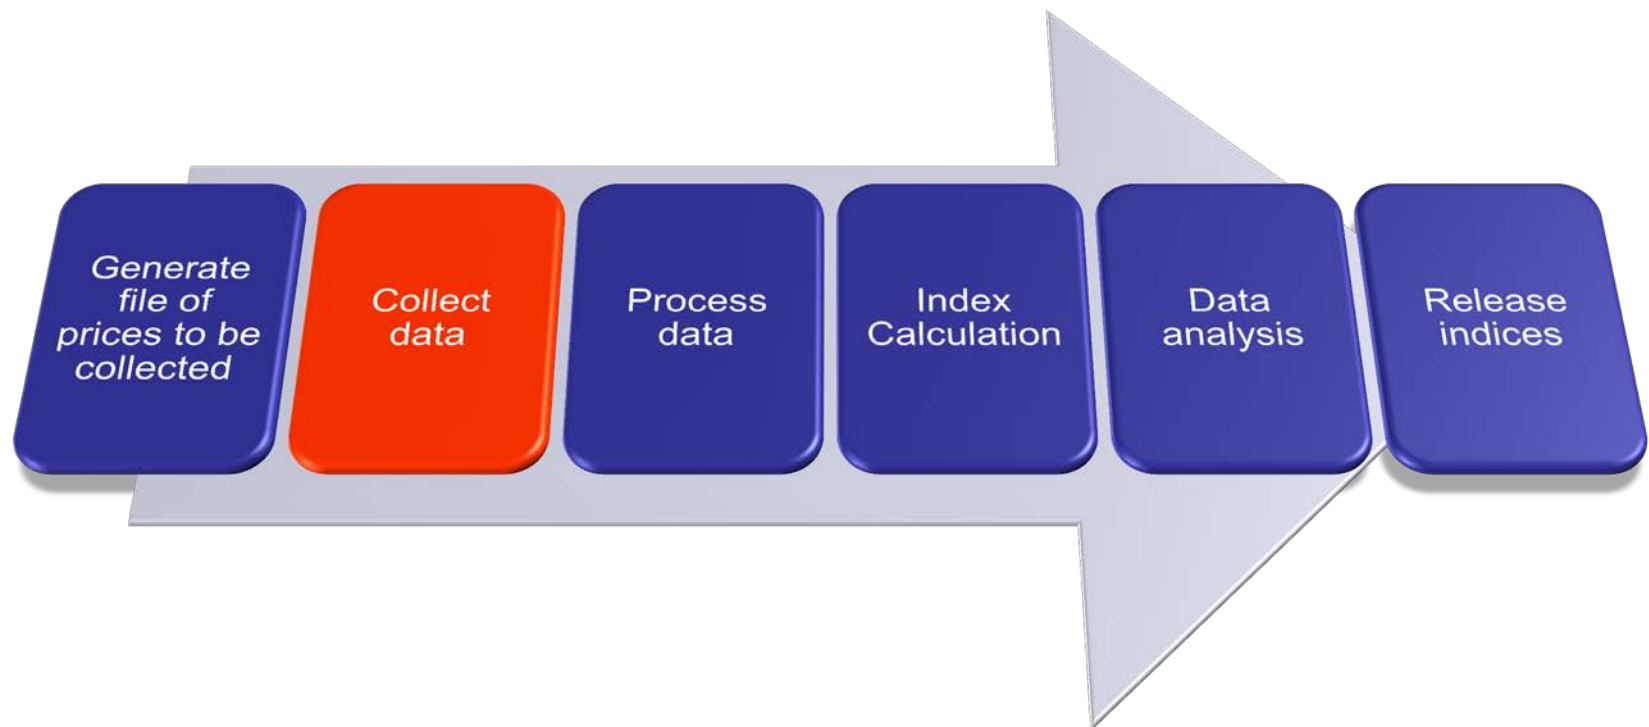 Generate
file of
prices to be
collected
Collect
data
Process
data
Index
Calculation
Data
analysis
Release
indices